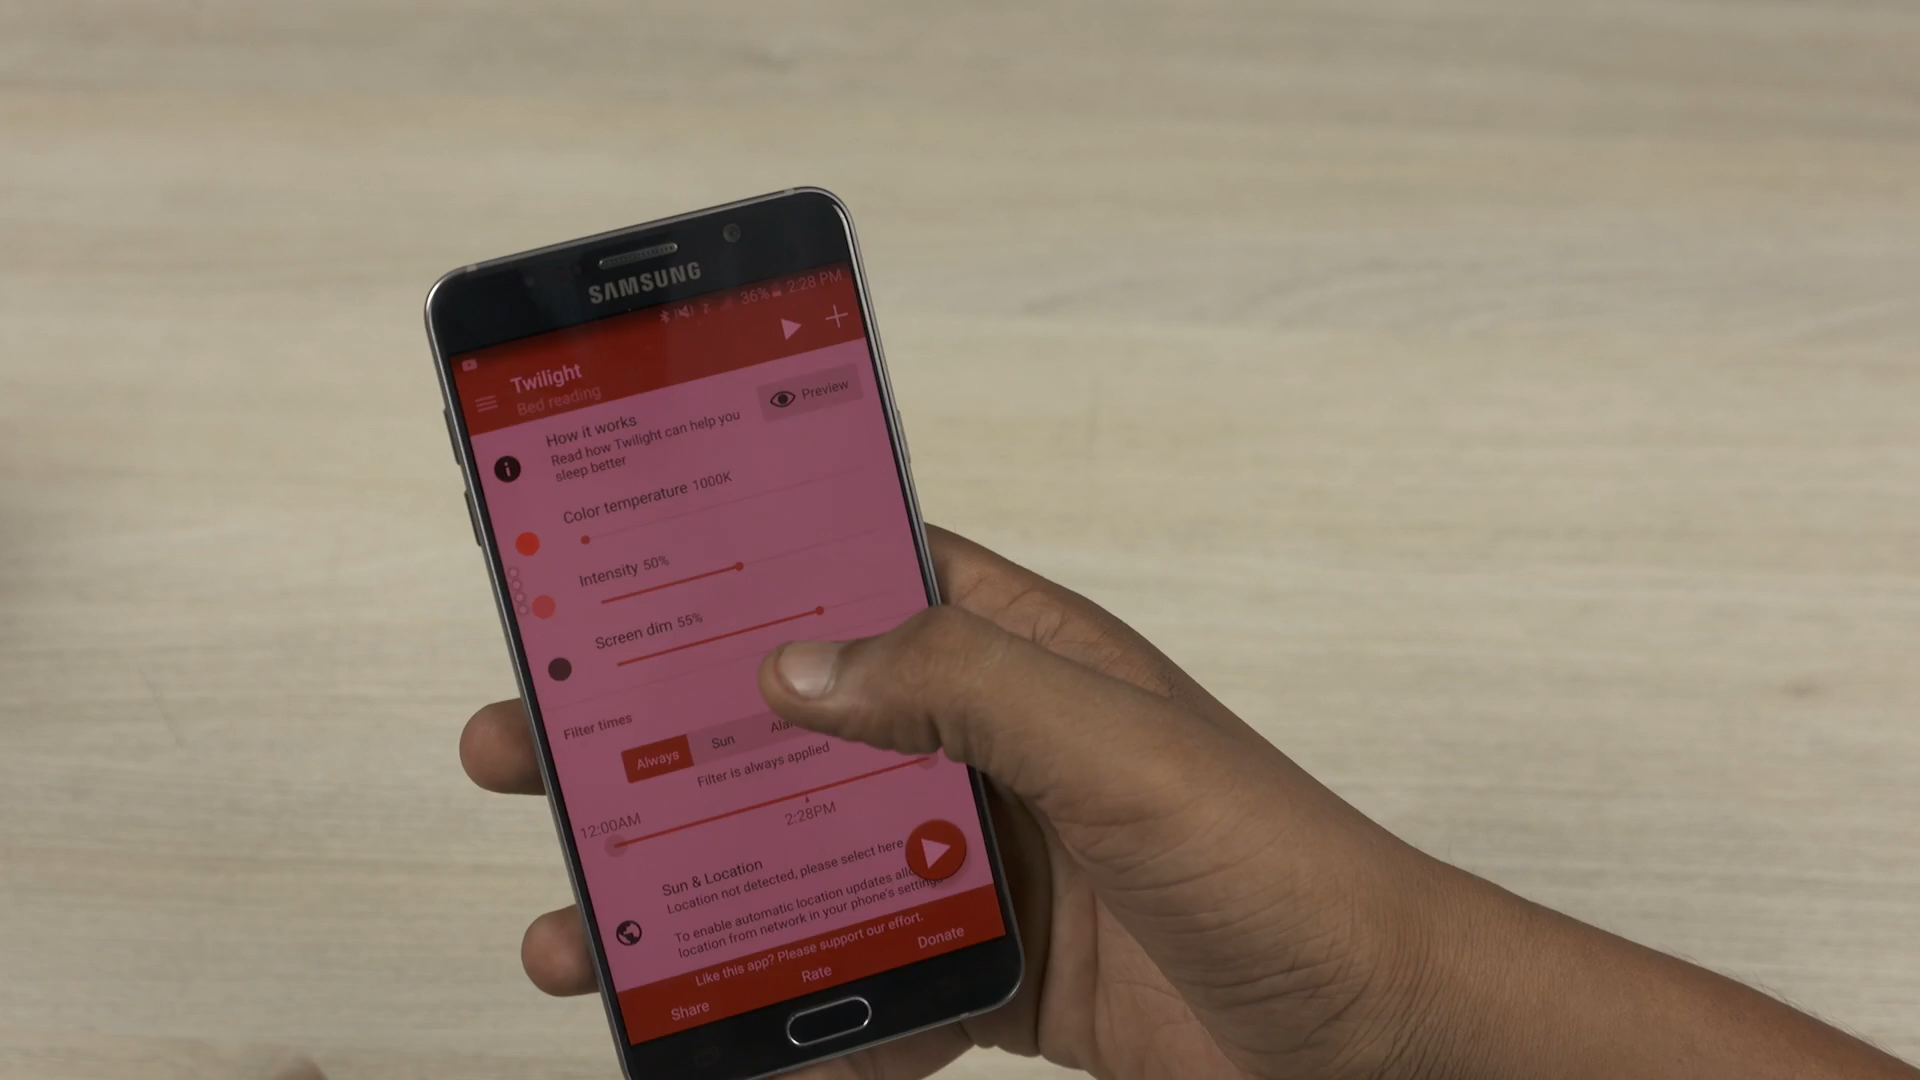 SAMSUNG
36% 2:28 PM
Twilight
Bed reading
Preview
How it works
Read how Twilight can help you
sleep better
Color temperature 1000K
Intensity 50%
Screen dim 55%
Filter times
Always Sun
Filter is always applied
12:00AM 2:28PM
Sun & Location
Location not detected, please select here
To enable automatic location updates
location from network in your phone's settings
Like this app? Please support our effort.
Share Rate Donate